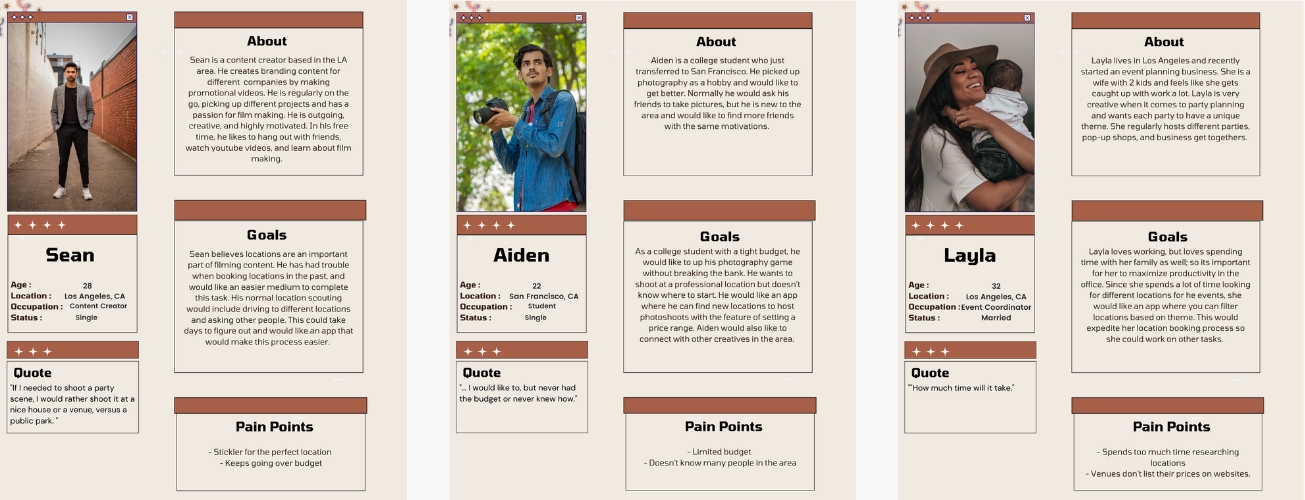 About
Sean is a content creator based in the LA
area. He creates branding content for
different companies by making
promotional videos. He is regularly on the
go, picking up different projects and has a
passion for film making. He is outgoing,
creative, and highly motivated. In his free
time, he likes to hang out with friends,
watch youtube videos, and learn about film
making.
Sean
Age : 28
Location : Los Angeles, CA
Occupation : Content Creator
Status : Single
Goals
Sean believes locations are an important
part of filming content. He has had trouble
when booking locations in the past, and
would like an easier medium to complete
this task. His normal location scouting
would include driving to different locations
and asking other people. This could take
days to figure out and would like an app that
would make this process easier.
Quote
"If I needed to shoot a party
scene, I would rather shoot it at a
nice house or a venue, versus a
public park. "
Pain Points
- Stickler for the perfect location
- Keeps going over budget
About
Aiden is a college student who just
transferred to San Francisco. He picked up
photography as a hobby and would like to
get better. Normally he would ask his
friends to take pictures, but he is new to the
area and would like to find more friends
with the same motivations.
Aiden
Age : 22
Location : San Francisco, CA
Occupation : Student
Status : Single
Goals
As a college student with a tight budget, he
would like to up his photography game
without breaking the bank. He wants to
shoot at a professional location but doesn't
know where to start. He would like an app
where he can find new locations to host
photoshoots with the feature of setting a
price range. Aiden would also like to
connect with other creatives in the area.
Quote
"... I would like to, but never had
the budget or never knew how."
Pain Points
- Limited budget
- Doesn't know many people in the area
About
Layla lives in Los Angeles and recently
started an event planning business. She is a
wife with 2 kids and feels like she gets
caught up with work a lot. Layla is very
creative when it comes to party planning
and wants each party to have a unique
theme. She regularly hosts different parties,
pop-up shops, and business get togethers.
Layla
Age : 32
Location : Los Angeles, CA
Occupation :Event Coordinator
Status : Married
Goals
Layla loves working, but loves spending
time with her family as well; so its important
for her to maximize productivity in the
office. Since she spends a lot of time looking
for different locations for he events, she
would like an app where you can filter
locations based on theme. This would
expedite her location booking process so
she could work on other tasks.
Quote
""How much time will it take."
Pain Points
- Spends too much time researching
locations
- Venues don't list their prices on websites.